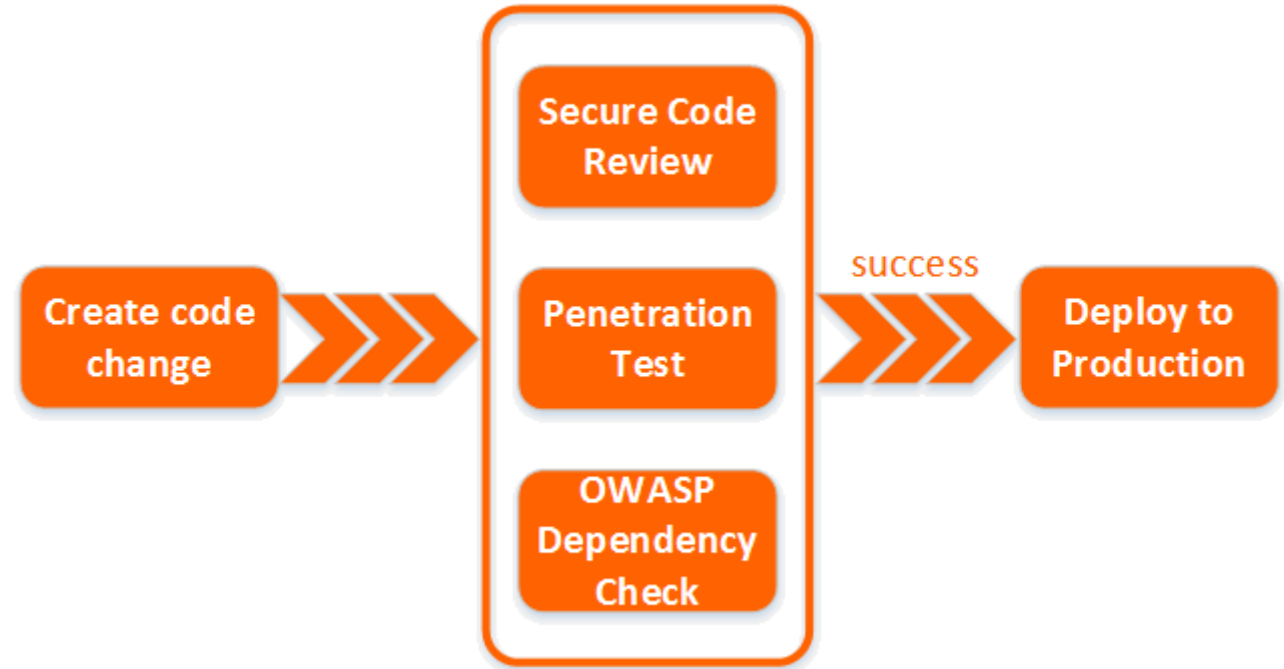 Create code
change
Secure Code
Review
Penetration
Test
OWASP
Dependency
Check
success
Deploy to
Production